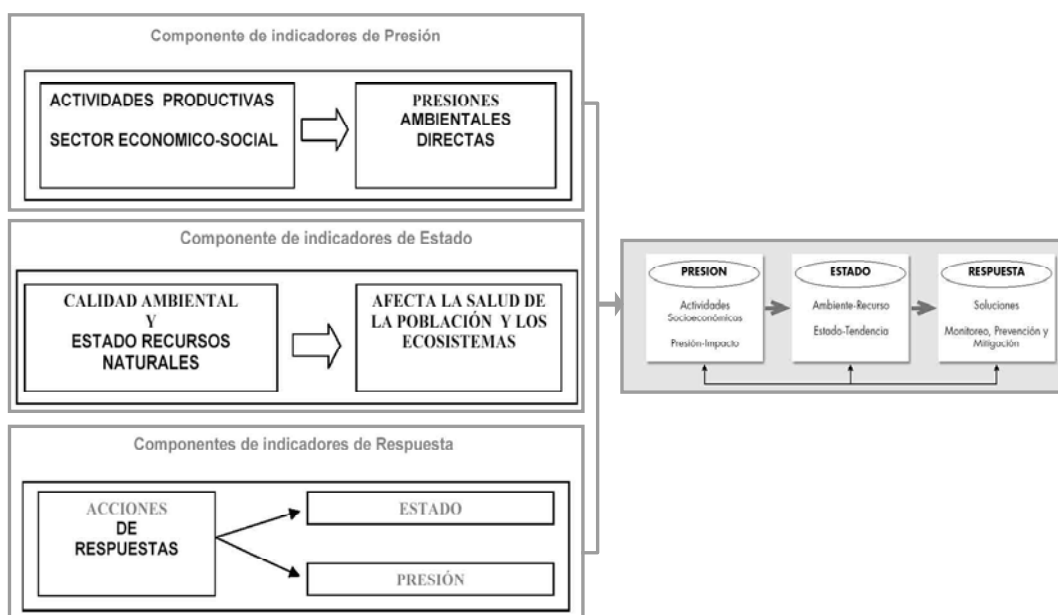 Componente de indicadores de Presión
ACTIVIDADES PRODUCTIVAS
SECTOR ECONOMICO-SOCIAL
PRESIONES
AMBIENTALES
DIRECTAS
Componente de indicadores de Estado
CALIDAD AMBIENTAL
Y
ESTADO RECURSOS
NATURALES
AFECTA LA SALUD DE
LA POBLACIÓN Y LOS
ECOSISTEMAS
Componentes de indicadores de Respuesta
ACCIONES
DE
RESPUESTAS
ESTADO
PRESIÓN
PRESION
Actividades
Socioeconómicas
Presión-Impacto
ESTADO
Ambiente-Recurso
Estado-Tendencia
RESPUESTA
Soluciones
Monitoreo, Prevención y
Mitigación